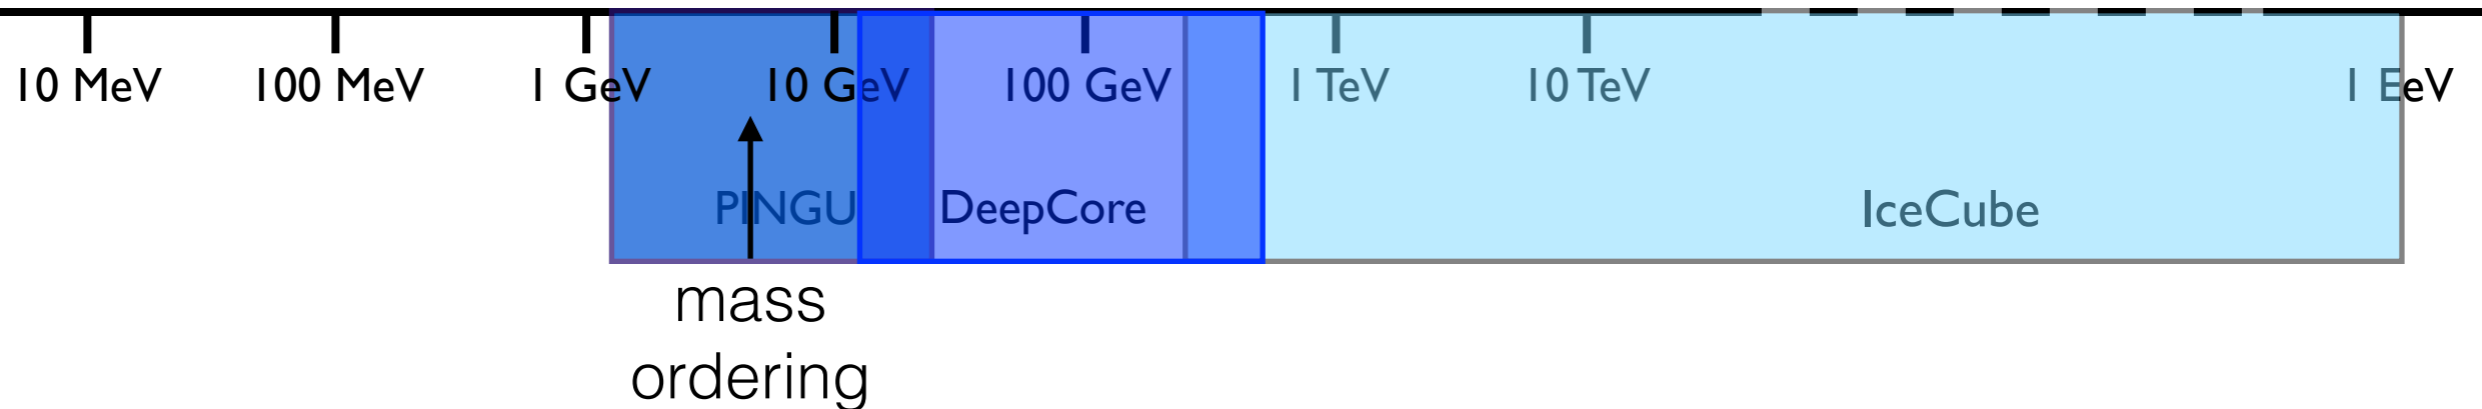 10 MeV 100 MeV 1 GeV 10 GeV 100 GeV 1 TeV 10 TeV 1 EeV
PINGU DeepCore IceCube
mass
ordering